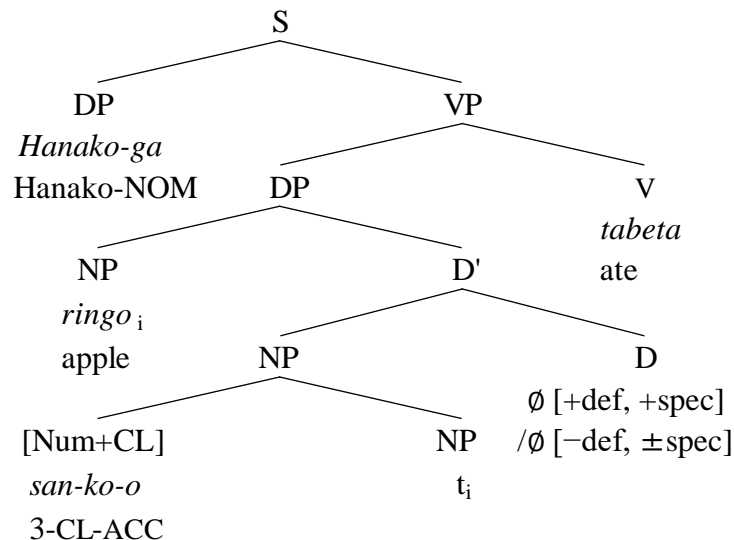 S
DP VP
Hanako-ga
Hanako-NOM DP V
tabeta
NP D' ate
ringo i
apple NP D
∅ [+def, +spec]
[Num+CL] NP /∅ [−def, ±spec]
san-ko-o ti
3-CL-ACC